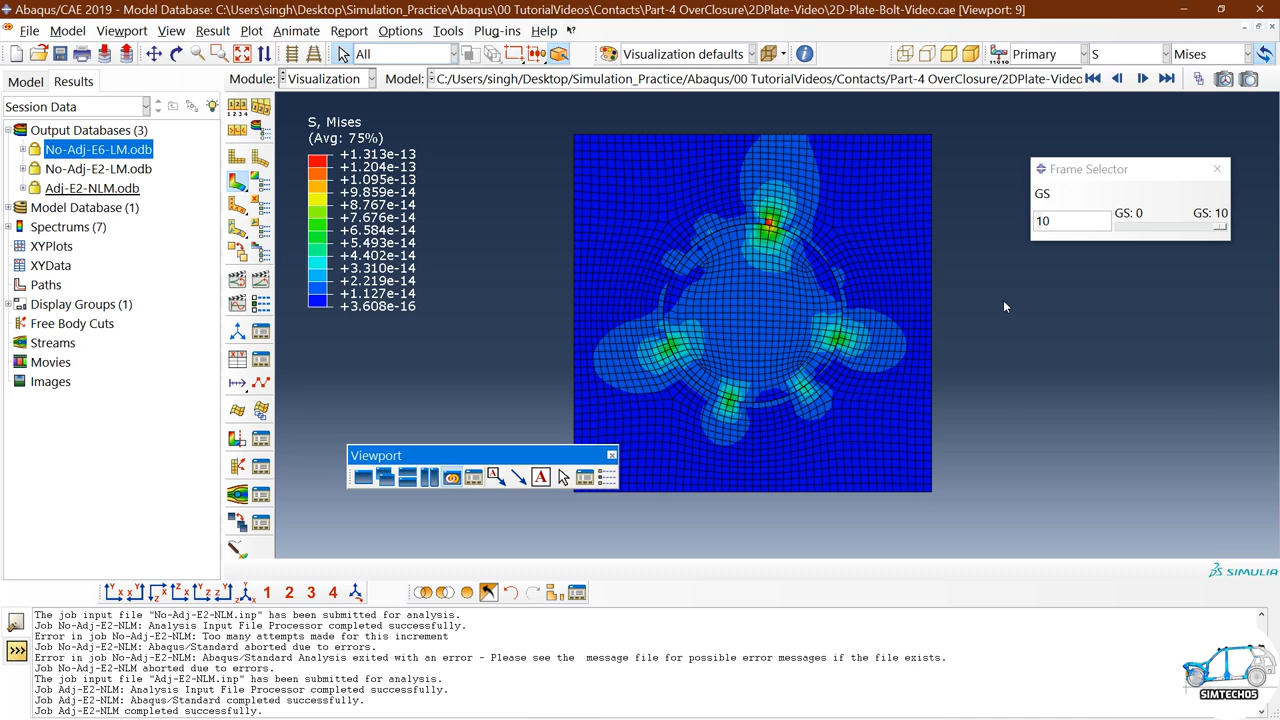 Abaqus/CAE 2019 - Model Database: C:\Users\singh\Desktop\Simulation_Practice\Abaqus\00 TutorialVideos\Contacts\Part-4 OverClosure\2DPlate-Video\2D-Plate-Bolt-Video.cae [Viewport: 9]
File Model Viewport View Result Plot Animate Report Options Tools Plug-ins Help
All Visualization defaults Primary S Mises
Model Results Module: Visualization Model: C:/Users/singh/Desktop/Simulation_Practice/Abaqus/00 TutorialVideos/Contacts/Part-4 OverClosure/2DPlate-Video
Session Data
Output Databases (3)
No-Adj-E6-LM.odb
No-Adj-E2-LM.odb
Adj-E2-NLM.odb
Model Database (1)
Spectrums (7)
XYPlots
XYData
Paths
Display Groups (1)
Free Body Cuts
Streams
Movies
Images
S, Mises
(Avg: 75%)
+1.313e-13
+1.204e-13
+1.095e-13
+9.859e-14
+8.767e-14
+7.676e-14
+6.584e-14
+5.493e-14
+4.402e-14
+3.310e-14
+2.219e-14
+1.127e-14
+3.608e-16
Frame Selector
GS
10 GS: 0 GS: 10
Viewport
SIMULIA
1 2 3 4
The job input file "No-Adj-E2-NLM.inp" has been submitted for analysis.
Job No-Adj-E2-NLM: Analysis Input File Processor completed successfully.
Error in job No-Adj-E2-NLM: Too many attempts made for this increment
Job No-Adj-E2-NLM: Abaqus/Standard aborted due to errors.
Error in job No-Adj-E2-NLM: Abaqus/Standard Analysis exited with an error - Please see the message file for possible error messages if the file exists.
Job No-Adj-E2-NLM aborted due to errors.
The job input file "Adj-E2-NLM.inp" has been submitted for analysis.
Job Adj-E2-NLM: Analysis Input File Processor completed successfully.
Job Adj-E2-NLM: Abaqus/Standard completed successfully.
Job Adj-E2-NLM completed successfully.
SIMTECH05